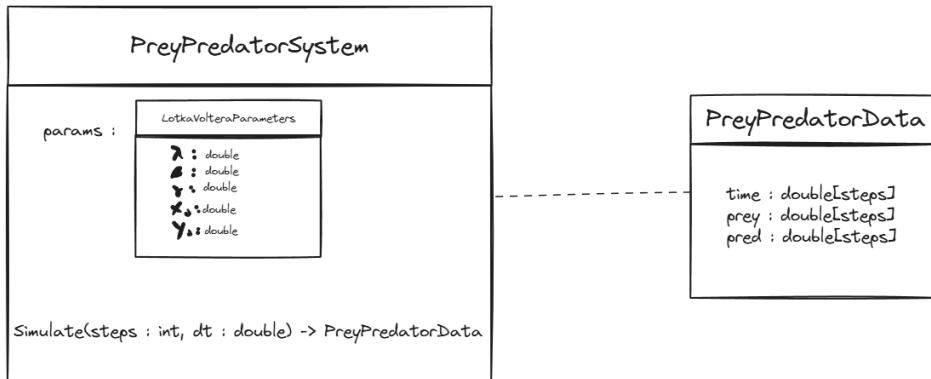 PreyPredatorSystem
params :
LotkaVolteraParameters
λ : double
β : double
γ : double
X₀ : double
Y₀ : double
Simulate(steps : int, dt : double) -> PreyPredatorData
PreyPredatorData
time : double[steps]
prey : double[steps]
pred : double[steps]